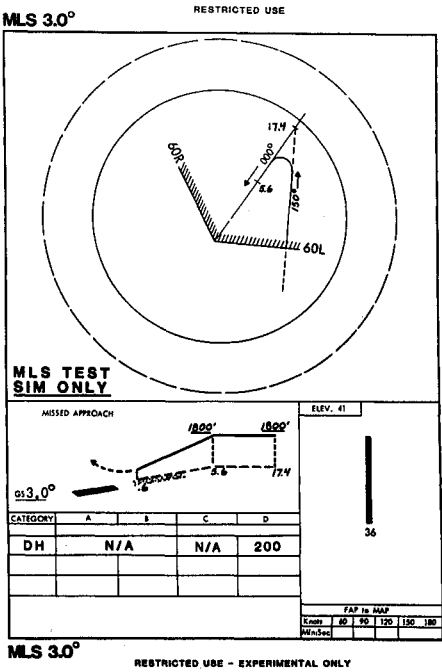 RESTRICTED USE
MLS 3.0°
17.4
000°
60R
5.6
150°
60L
MLS TEST
SIM ONLY
MISSED APPROACH
ELEV. 41
1800' 1800'
5.6 17.4
.6
GS 3.0°
36
CATEGORY A B C D
DH N/A N/A 200
FAP to MAP
Knots 60 90 120 150 180
Min:Sec
MLS 3.0°
RESTRICTED USE - EXPERIMENTAL ONLY